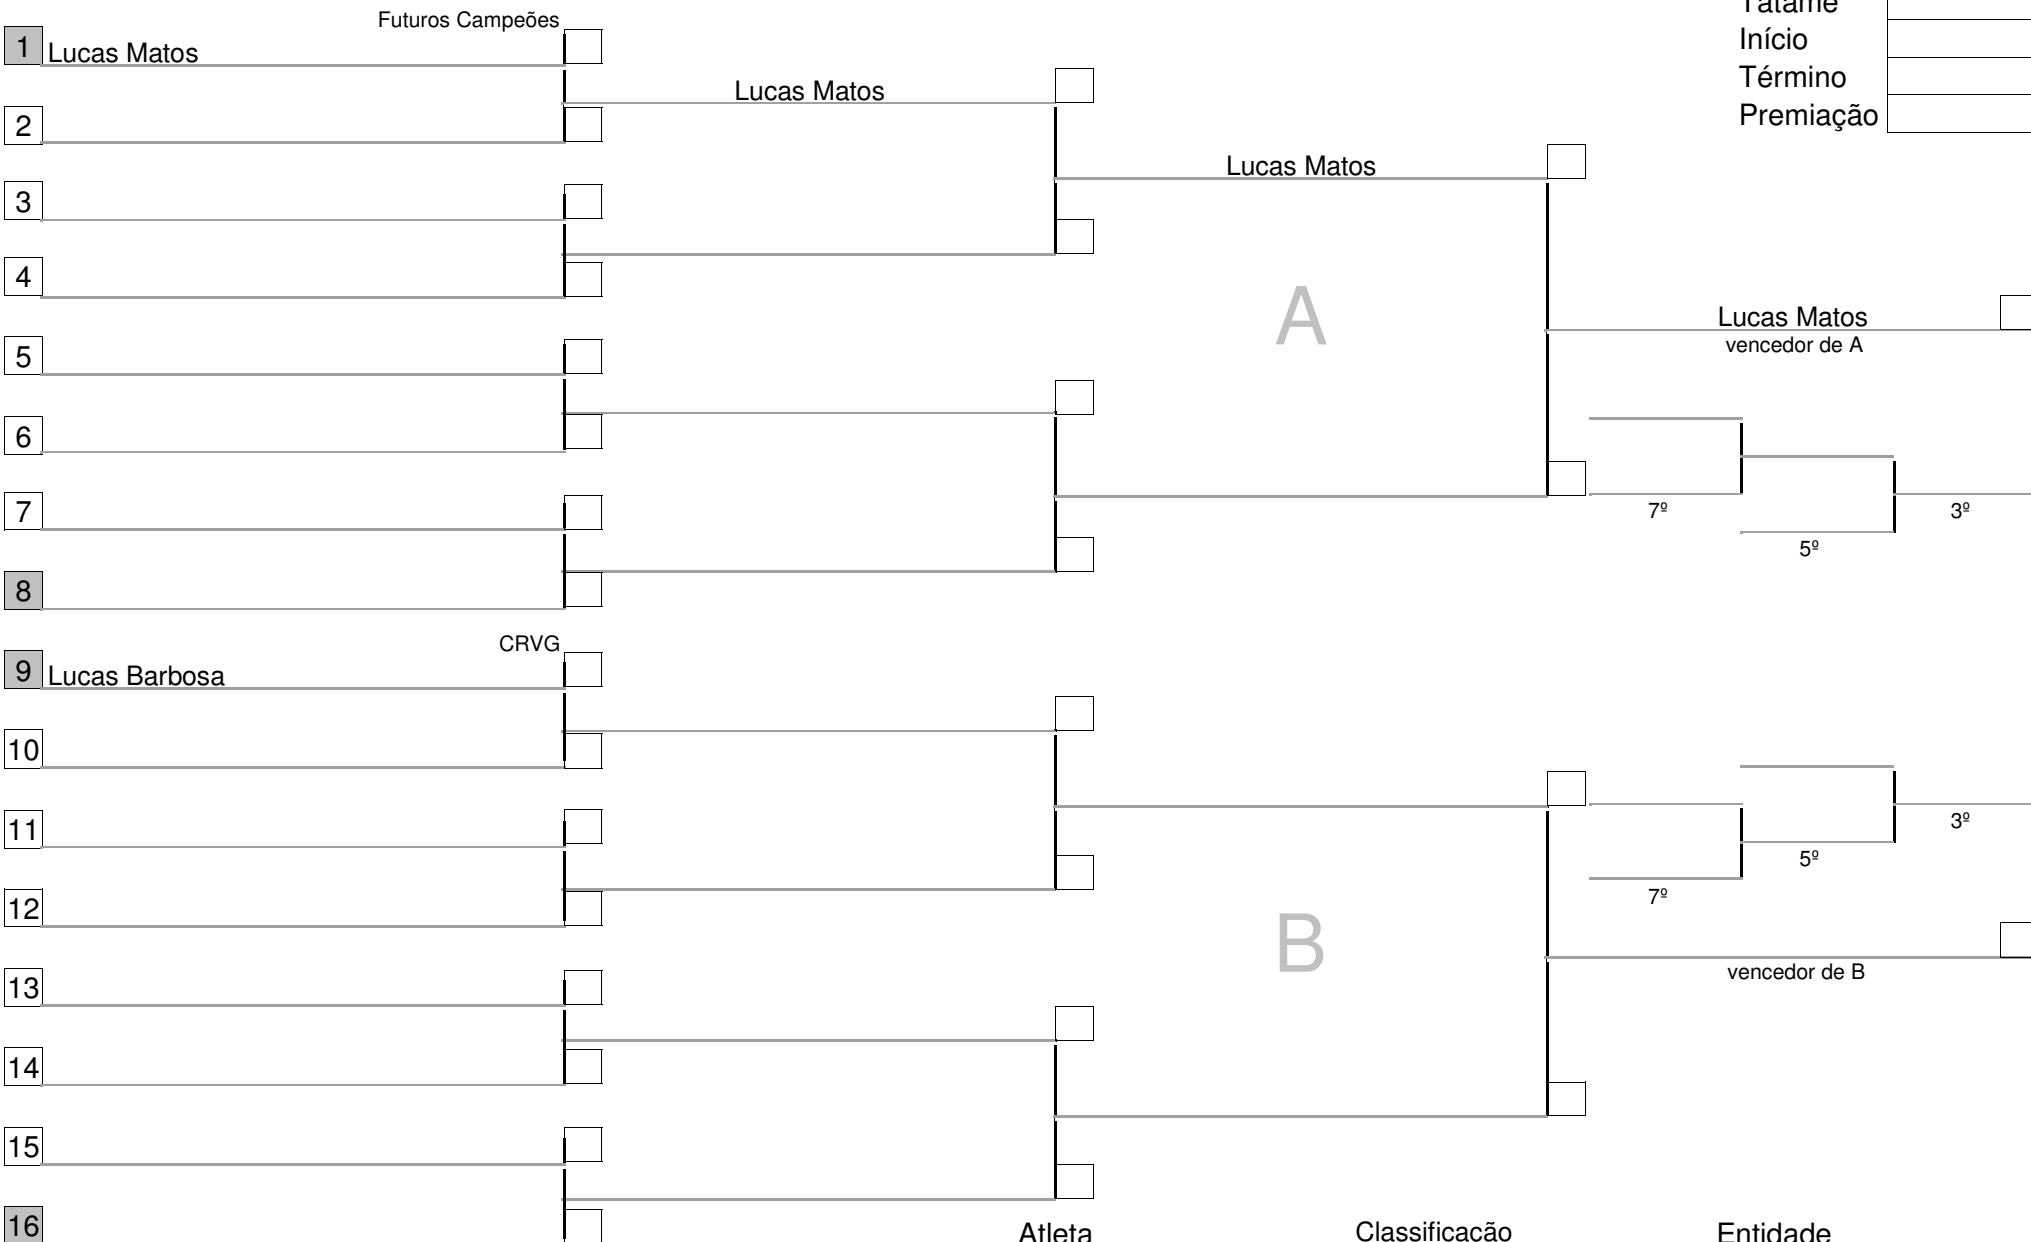 Tatame
Futuros Campeões
1 Lucas Matos
Início
Término
Lucas Matos
Premiação
2
Lucas Matos
3
4
Lucas Matos
A
vencedor de A
5
6
7
7º
3º
5º
8
CRVG
9 Lucas Barbosa
10
11
3º
5º
12
7º
B
vencedor de B
13
14
15
16
Atleta Classificação Entidade